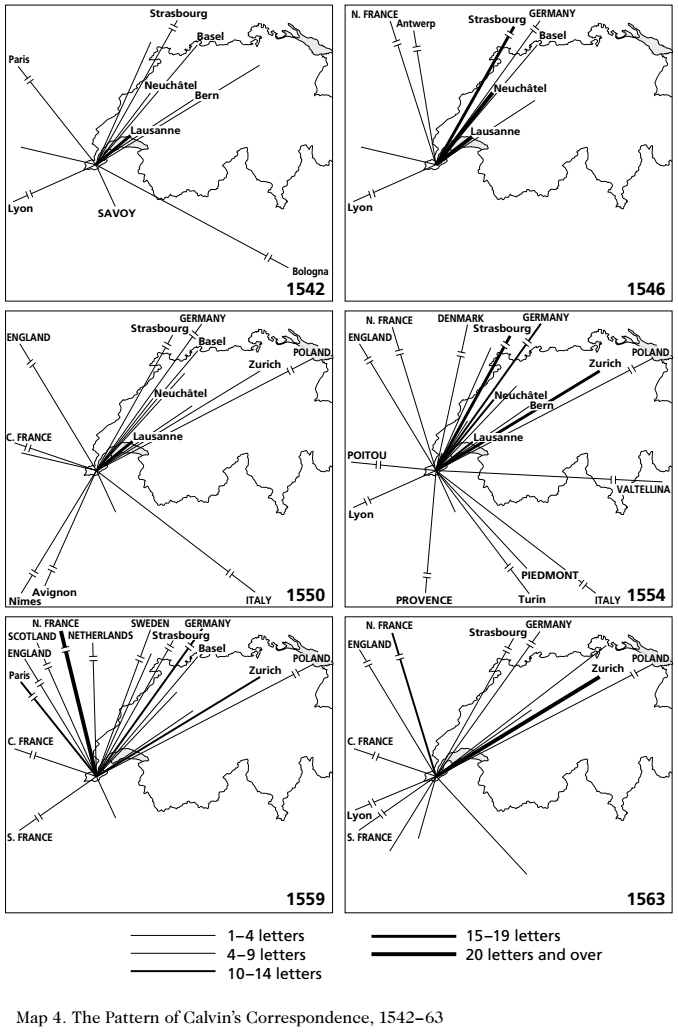 Strasbourg
Basel
Paris
Neuchâtel
Bern
Lausanne
Lyon
SAVOY
Bologna
1542
N. FRANCE
Antwerp
Strasbourg
GERMANY
Basel
Neuchâtel
Lausanne
Lyon
1546
GERMANY
Strasbourg
ENGLAND
Basel
POLAND
Zurich
Neuchâtel
C. FRANCE
Lausanne
Avignon
Nîmes
ITALY
1550
N. FRANCE
DENMARK
GERMANY
Strasbourg
ENGLAND
POLAND
Zurich
Neuchâtel
Bern
Lausanne
POITOU
VALTELLINA
Lyon
PIEDMONT
PROVENCE
Turin
ITALY
1554
N. FRANCE
SWEDEN
GERMANY
SCOTLAND
NETHERLANDS
Strasbourg
ENGLAND
Basel
POLAND
Paris
Zurich
C. FRANCE
S. FRANCE
1559
N. FRANCE
GERMANY
Strasbourg
ENGLAND
POLAND
Zurich
C. FRANCE
Lyon
S. FRANCE
1563
1–4 letters
4–9 letters
10–14 letters
15–19 letters
20 letters and over
Map 4. The Pattern of Calvin's Correspondence, 1542–63